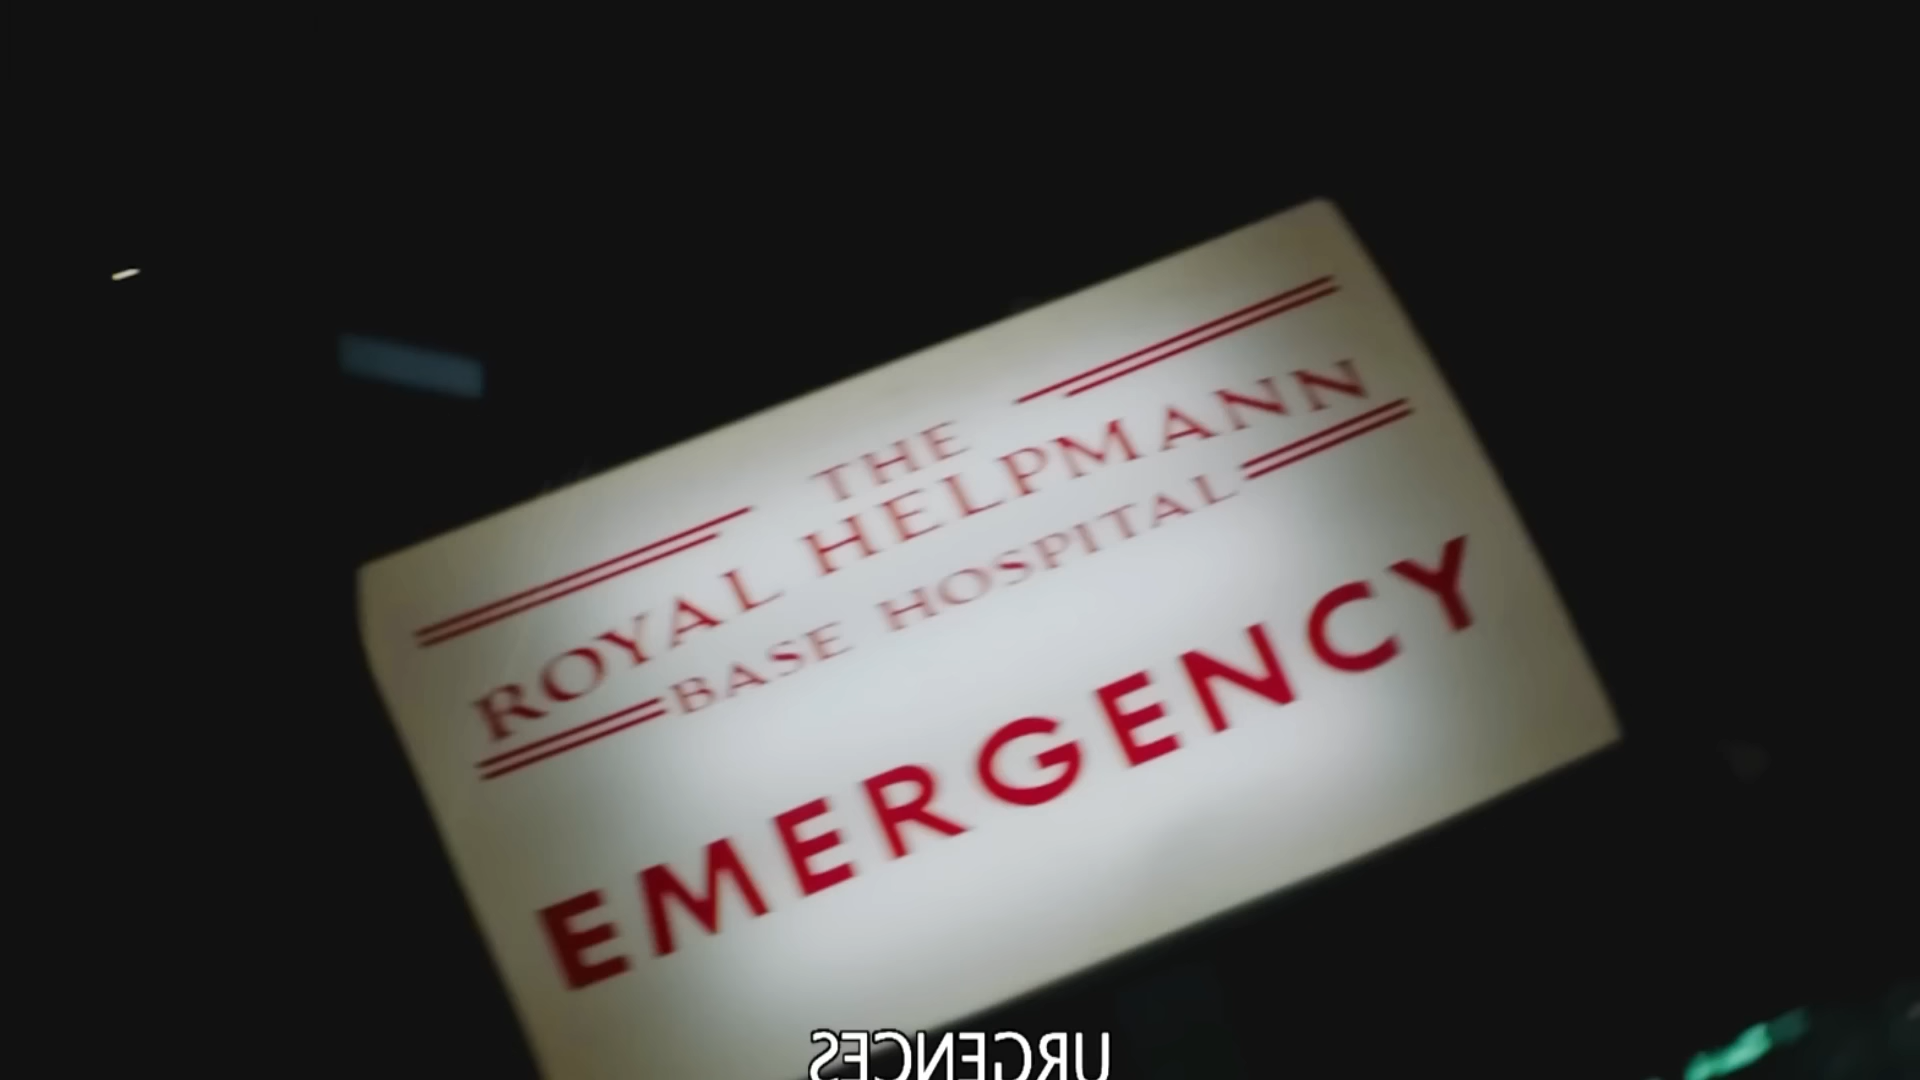 THE
ROYAL HELPMANN
BASE HOSPITAL
EMERGENCY
URGENCES